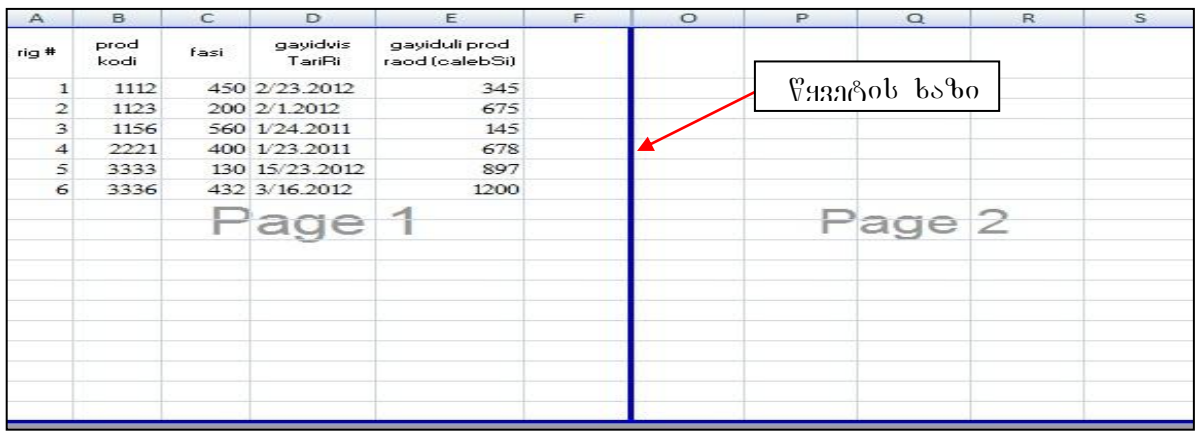 A B C D E F O P Q R S
rig # prod kodi fasi gayidvis TariRi gayiduli prod raod (calebSi)
1 1112 450 2/23.2012 345
2 1123 200 2/1.2012 675
3 1156 560 1/24.2011 145
4 2221 400 1/23.2011 678
5 3333 130 15/23.2012 897
6 3336 432 3/16.2012 1200
წყვეტის ხაზი
Page 1 Page 2